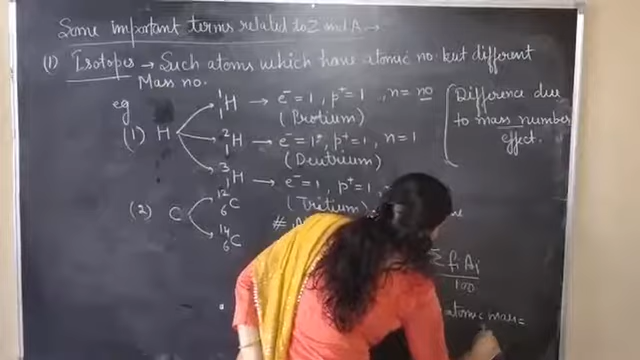 Some important terms related to Z and A →
(1) Isotopes → Such atoms which have atomic no. but different
Mass no.
eg
(1) H
¹₁H → e⁻=1, p⁺=1, n= no
(Protium)
²₁H → e⁻=1, p⁺=1, n=1
(Deutrium)
³₁H → e⁻=1, p⁺=1,
(Tritium)
Difference due
to mass number
effect.
(2) C
¹²₆C
¹⁴₆C
#
Σ fᵢAᵢ
100
atomic mass =